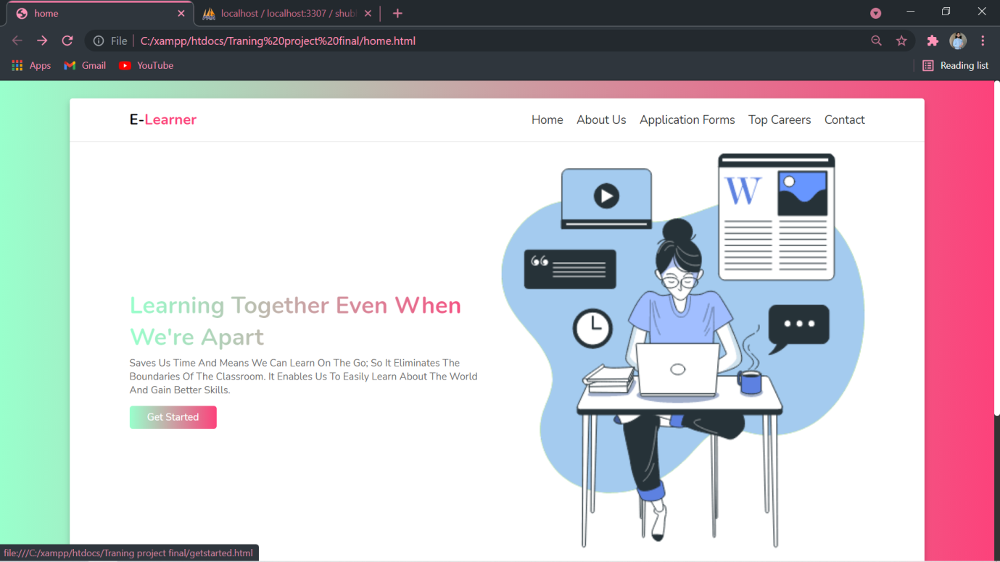 home
localhost / localhost:3307 / shub
File
C:/xampp/htdocs/Traning%20project%20final/home.html
Apps
Gmail
YouTube
Reading list
E-Learner
Home
About Us
Application Forms
Top Careers
Contact
W
Learning Together Even When
We're Apart
Saves Us Time And Means We Can Learn On The Go; So It Eliminates The
Boundaries Of The Classroom. It Enables Us To Easily Learn About The World
And Gain Better Skills.
Get Started
file:///C:/xampp/htdocs/Traning project final/getstarted.html